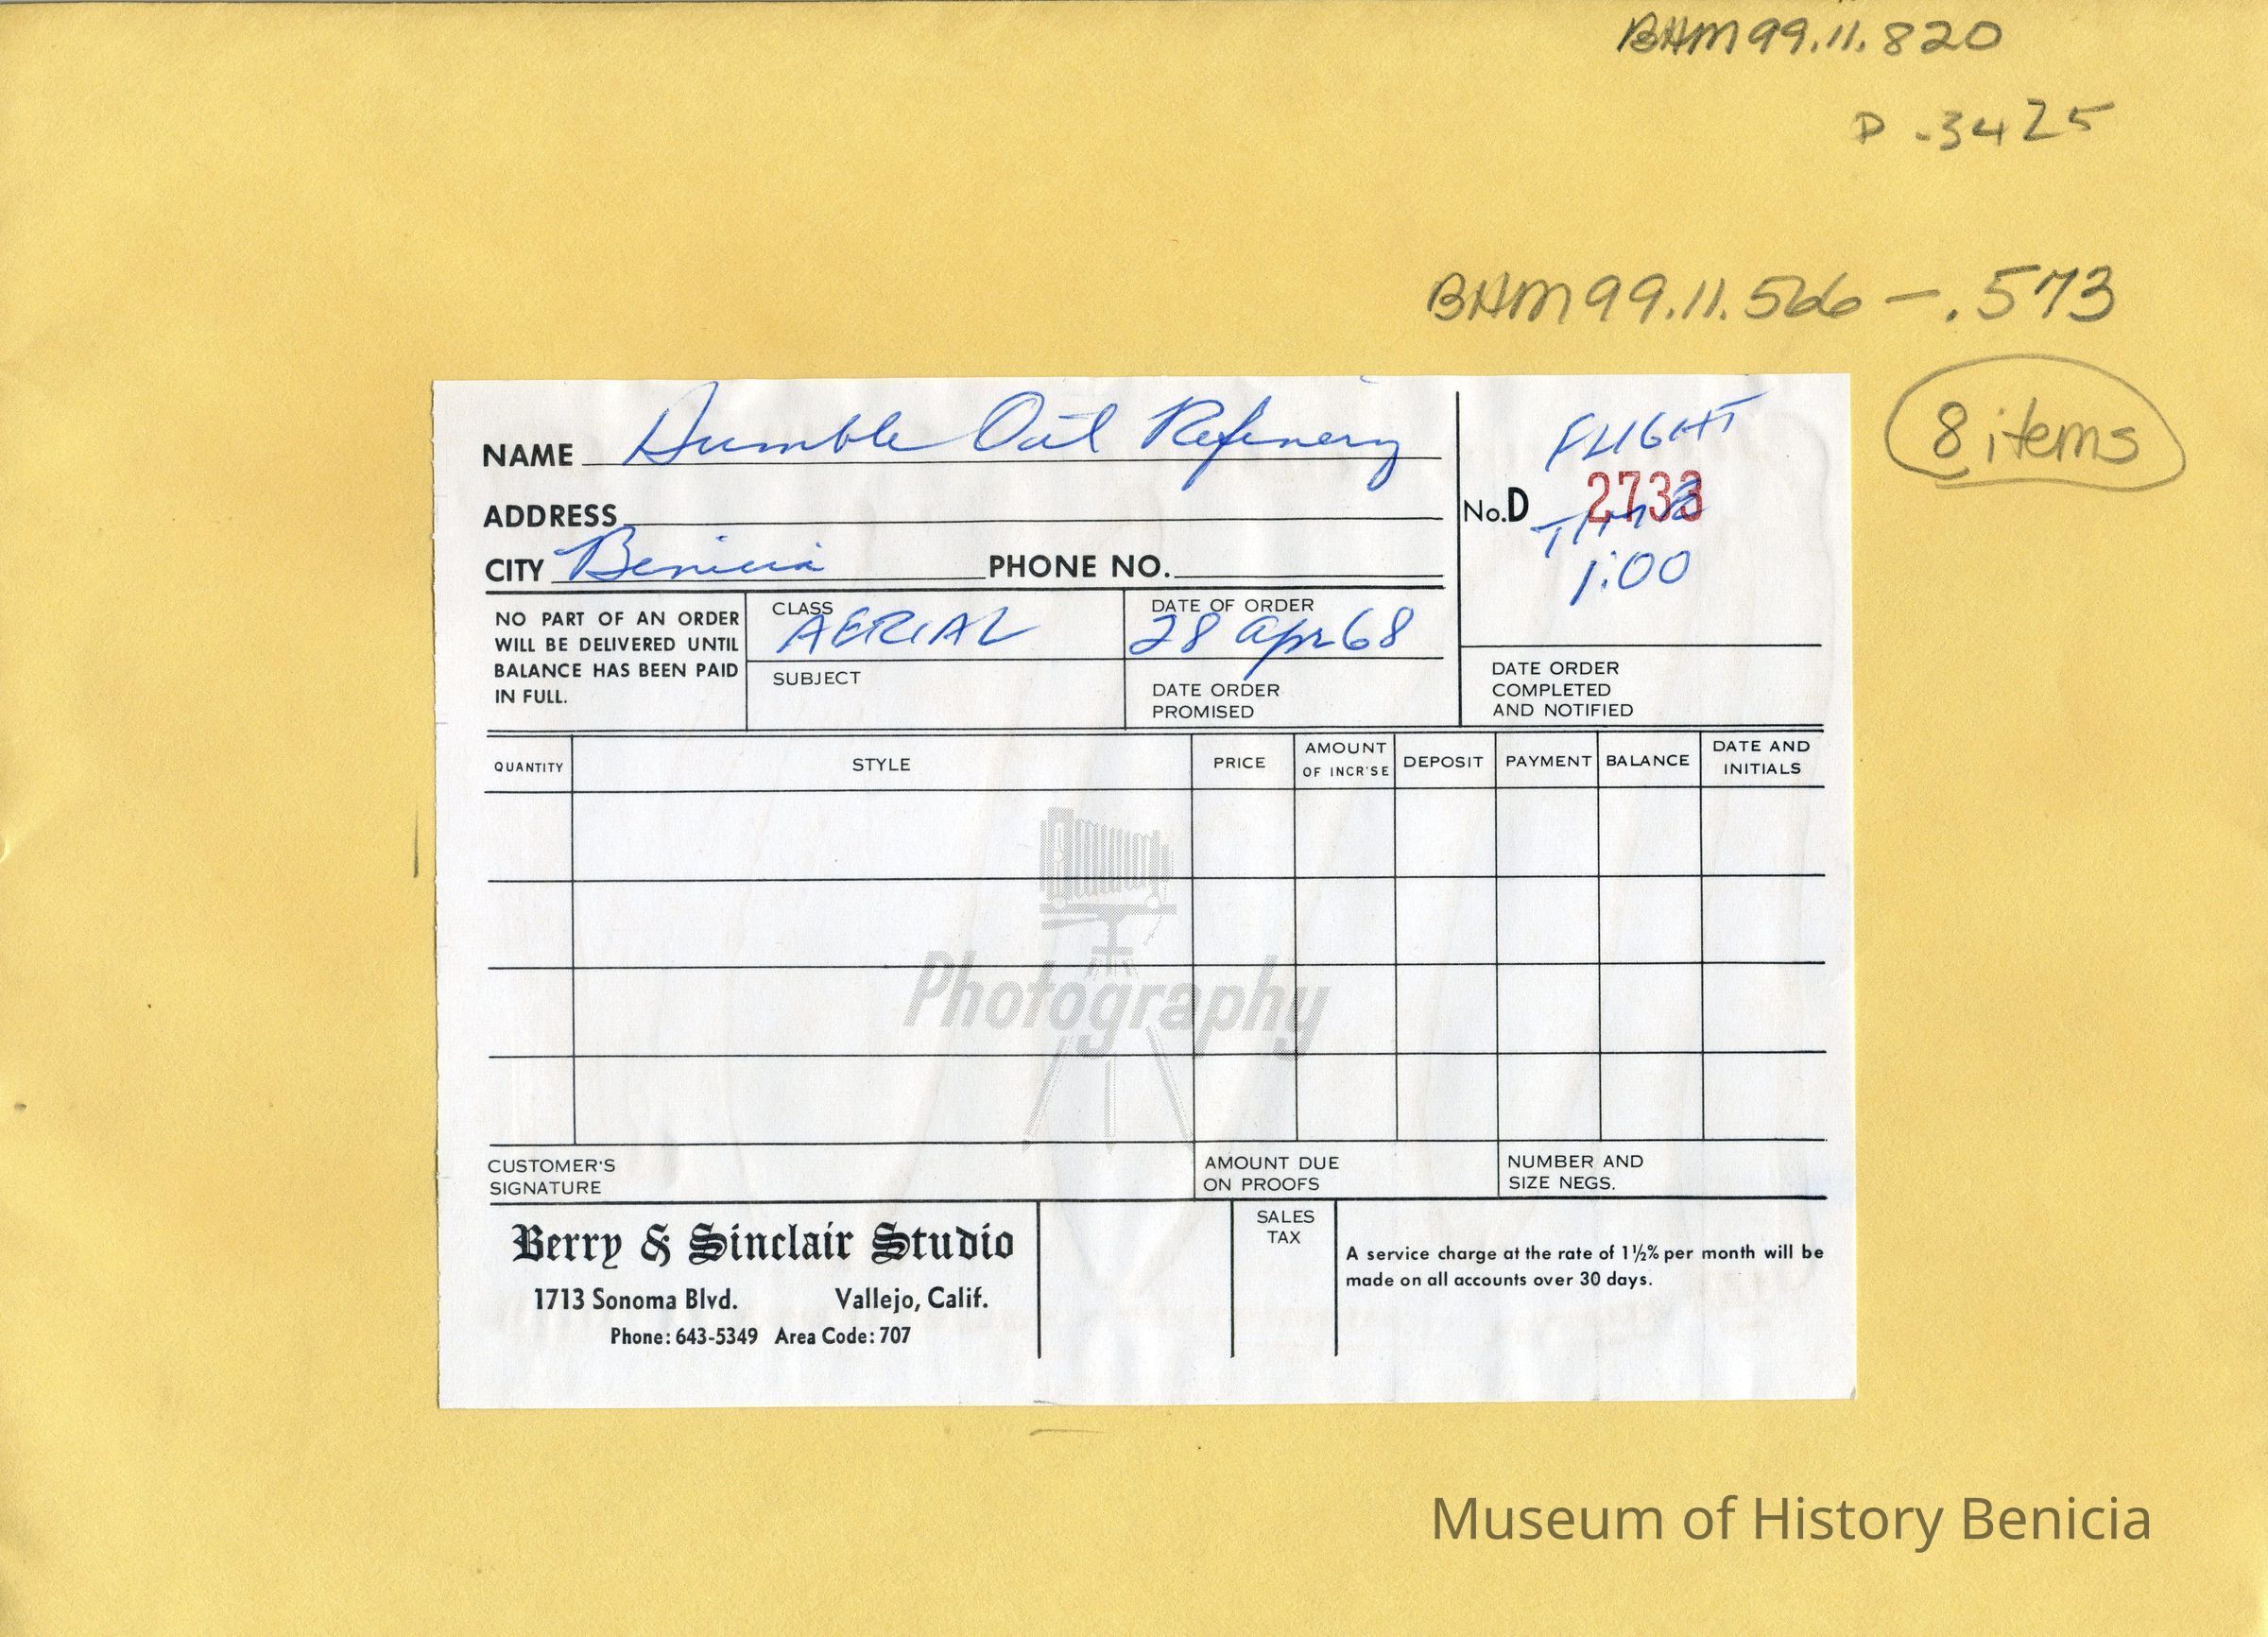 BHM99.11.820
D .3425
BHM99.11.566 — .573
8 items
NAME Humble Oil Refinery
ADDRESS
CITY Benicia PHONE NO.
FLIGHT
No. D 2733
TIME
1:00
NO PART OF AN ORDER
WILL BE DELIVERED UNTIL
BALANCE HAS BEEN PAID
IN FULL.
CLASS
AERIAL
SUBJECT
DATE OF ORDER
28 Apr 68
DATE ORDER
PROMISED
DATE ORDER
COMPLETED
AND NOTIFIED
QUANTITY STYLE PRICE AMOUNT OF INCR'SE DEPOSIT PAYMENT BALANCE DATE AND INITIALS
Photography
CUSTOMER'S
SIGNATURE
AMOUNT DUE
ON PROOFS
NUMBER AND
SIZE NEGS.
Berry & Sinclair Studio
1713 Sonoma Blvd. Vallejo, Calif.
Phone: 643-5349 Area Code: 707
SALES
TAX
A service charge at the rate of 1½% per month will be
made on all accounts over 30 days.
Museum of History Benicia